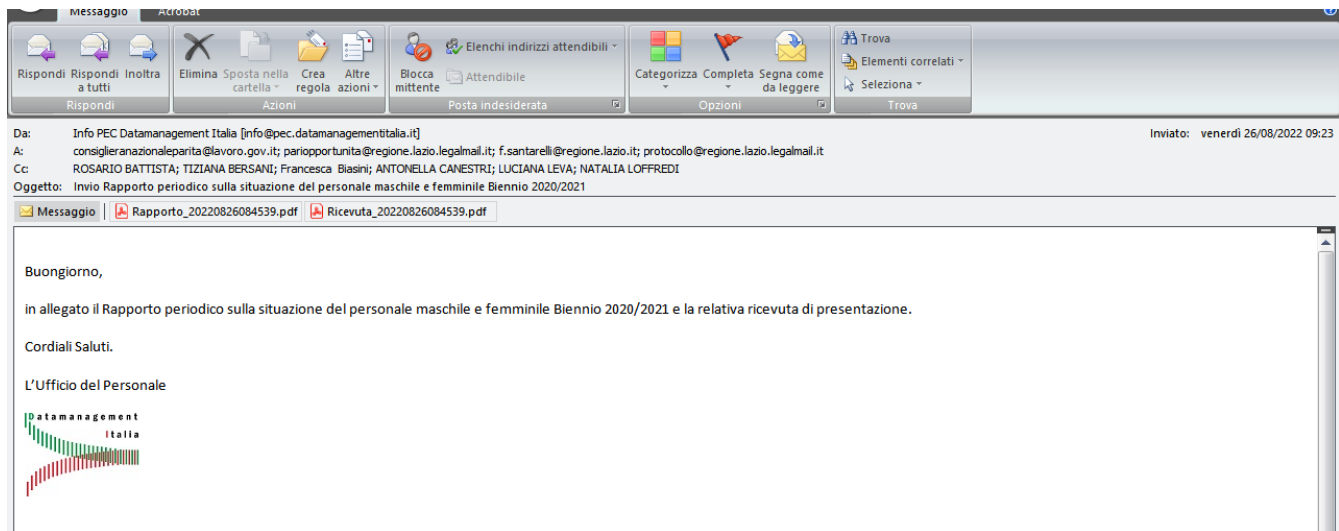 Messaggio Acrobat
Rispondi Rispondi a tutti Inoltra
Rispondi
Elimina Sposta nella cartella Crea regola Altre azioni
Azioni
Blocca mittente Elenchi indirizzi attendibili
Attendibile
Posta indesiderata
Categorizza Completa Segna come da leggere
Opzioni
Trova
Elementi correlati
Seleziona
Trova
Da: Info PEC Datamanagement Italia [info@pec.datamanagementitalia.it] Inviato: venerdì 26/08/2022 09:23
A: consiglieranazionaleparita@lavoro.gov.it; pariopportunita@regione.lazio.legalmail.it; f.santarelli@regione.lazio.it; protocollo@regione.lazio.legalmail.it
Cc: ROSARIO BATTISTA; TIZIANA BERSANI; Francesca Biasini; ANTONELLA CANESTRI; LUCIANA LEVA; NATALIA LOFFREDI
Oggetto: Invio Rapporto periodico sulla situazione del personale maschile e femminile Biennio 2020/2021
Messaggio Rapporto_20220826084539.pdf Ricevuta_20220826084539.pdf
Buongiorno,
in allegato il Rapporto periodico sulla situazione del personale maschile e femminile Biennio 2020/2021 e la relativa ricevuta di presentazione.
Cordiali Saluti.
L'Ufficio del Personale
Datamanagement
Italia